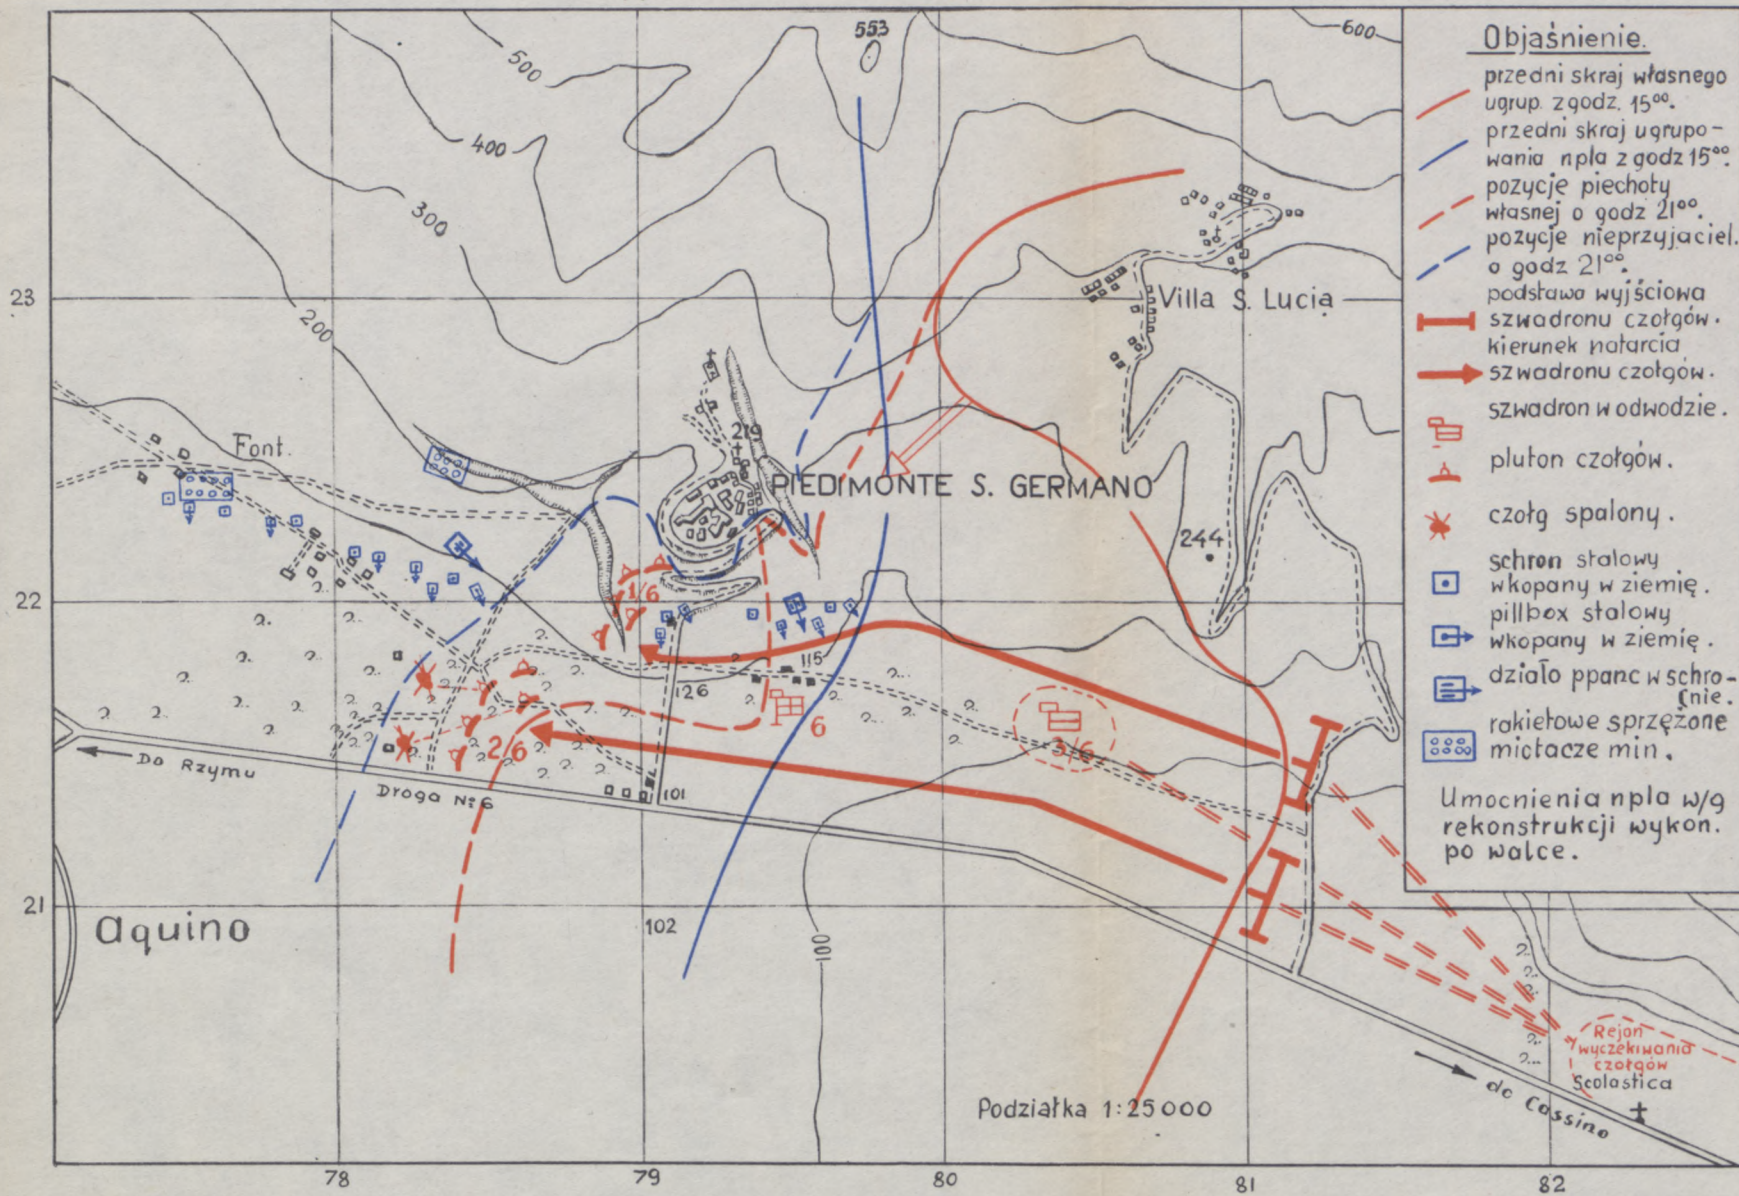 553
600
500
400
300
200
23
Villa S. Lucia
Font.
219
PIEDIMONTE S. GERMANO
244
22
1/6
115
126
6
3/6
2/6
Do Rzymu
Droga № 6
101
21
Aquino
102
100
Rejon
wyczekiwania
czołgów
Scolastica
do Cassino
Podziałka 1:25000
78
79
80
81
82
Objaśnienie.
przedni skraj własnego
ugrup. z godz. 15⁰⁰.
przedni skraj ugrupo-
wania npla z godz 15⁰⁰.
pozycje piechoty
własnej o godz 21⁰⁰.
pozycje nieprzyjaciel.
o godz 21⁰⁰.
podstawa wyjściowa
szwadronu czołgów.
kierunek natarcia
szwadronu czołgów.
szwadron w odwodzie.
pluton czołgów.
czołg spalony.
schron stalowy
wkopany w ziemię.
pillbox stalowy
wkopany w ziemię.
działo ppanc w schro-
nie.
rakietowe sprzężone
miotacze min.
Umocnienia npla w/g
rekonstrukcji wykon.
po walce.